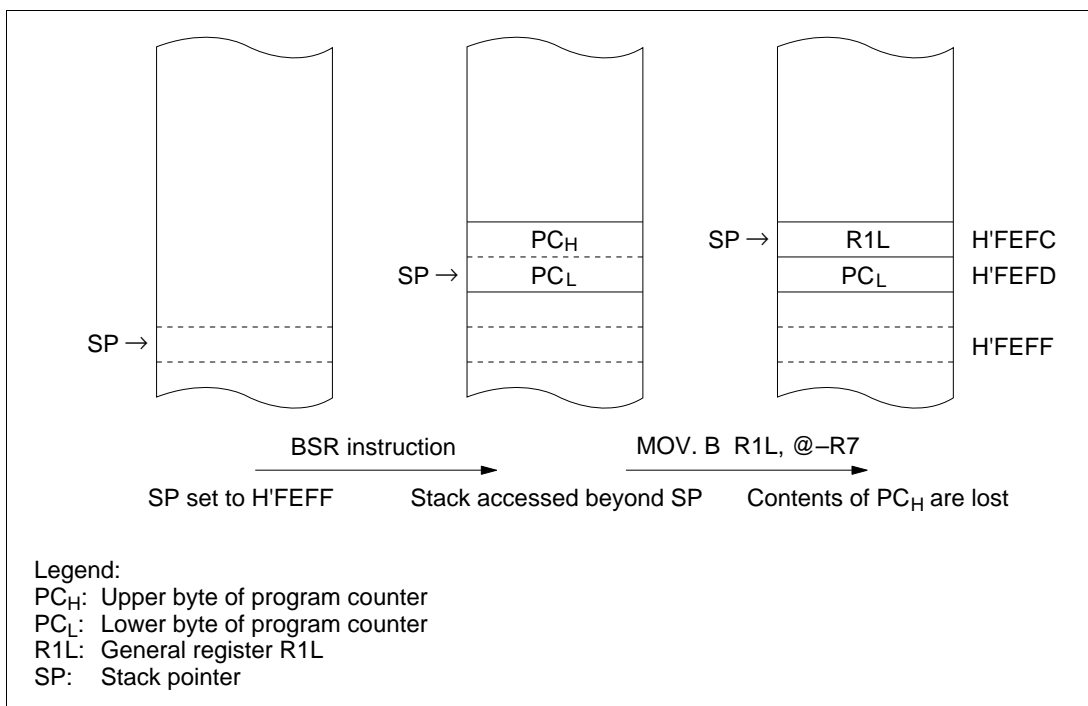 PCH SP → R1L H'FEFC
SP → PCL PCL H'FEFD
SP → H'FEFF
BSR instruction MOV. B R1L, @–R7
SP set to H'FEFF Stack accessed beyond SP Contents of PCH are lost
Legend:
PCH: Upper byte of program counter
PCL: Lower byte of program counter
R1L: General register R1L
SP: Stack pointer